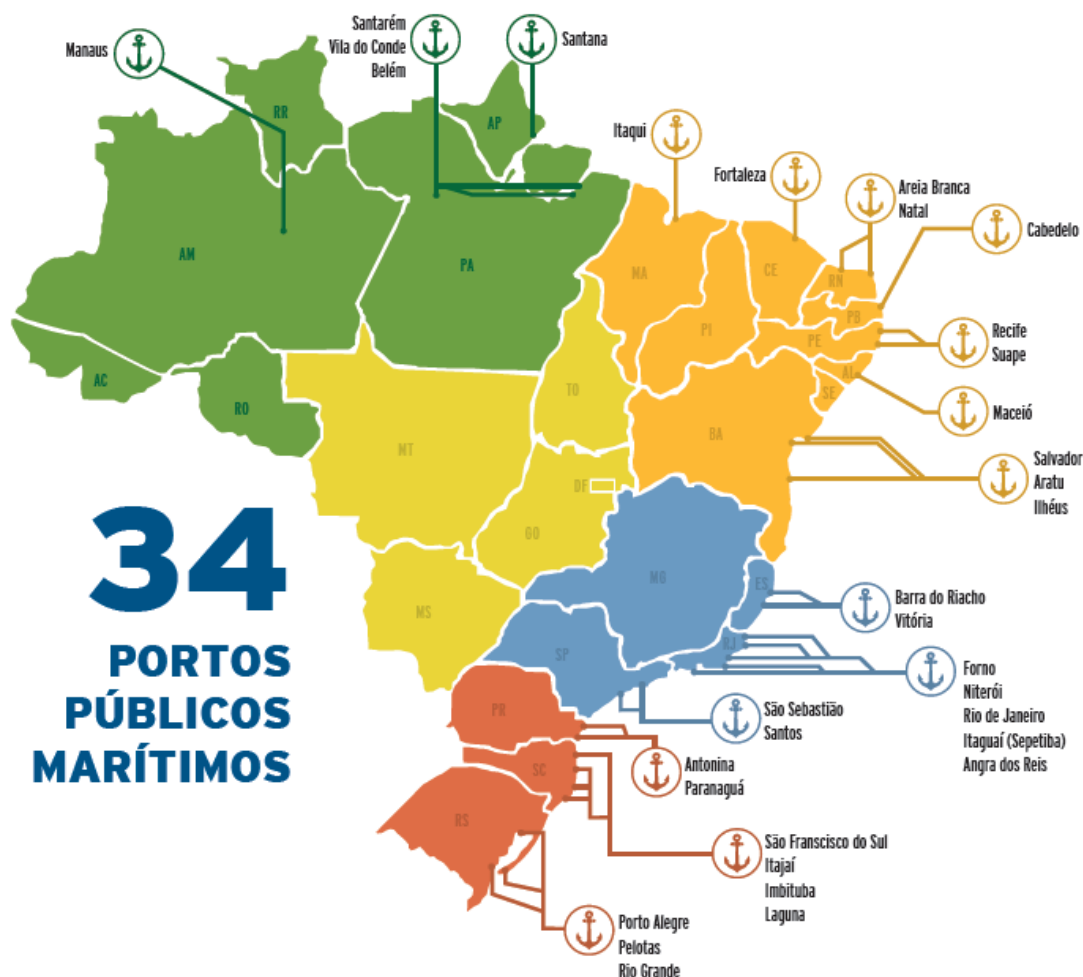 Manaus
Santarém
Vila do Conde
Belém
Santana
Itaqui
Fortaleza
Areia Branca
Natal
Cabedelo
Recife
Suape
Maceió
Salvador
Aratu
Ilhéus
RR
AP
AM
PA
MA
CE
RN
PB
PI
PE
AL
SE
AC
RO
TO
BA
MT
DF
GO
MG
ES
MS
SP
RJ
PR
SC
RS
34
PORTOS
PÚBLICOS
MARÍTIMOS
Barra do Riacho
Vitória
Forno
Niterói
Rio de Janeiro
Itaguaí (Sepetiba)
Angra dos Reis
São Sebastião
Santos
Antonina
Paranaguá
São Franscisco do Sul
Itajaí
Imbituba
Laguna
Porto Alegre
Pelotas
Rio Grande